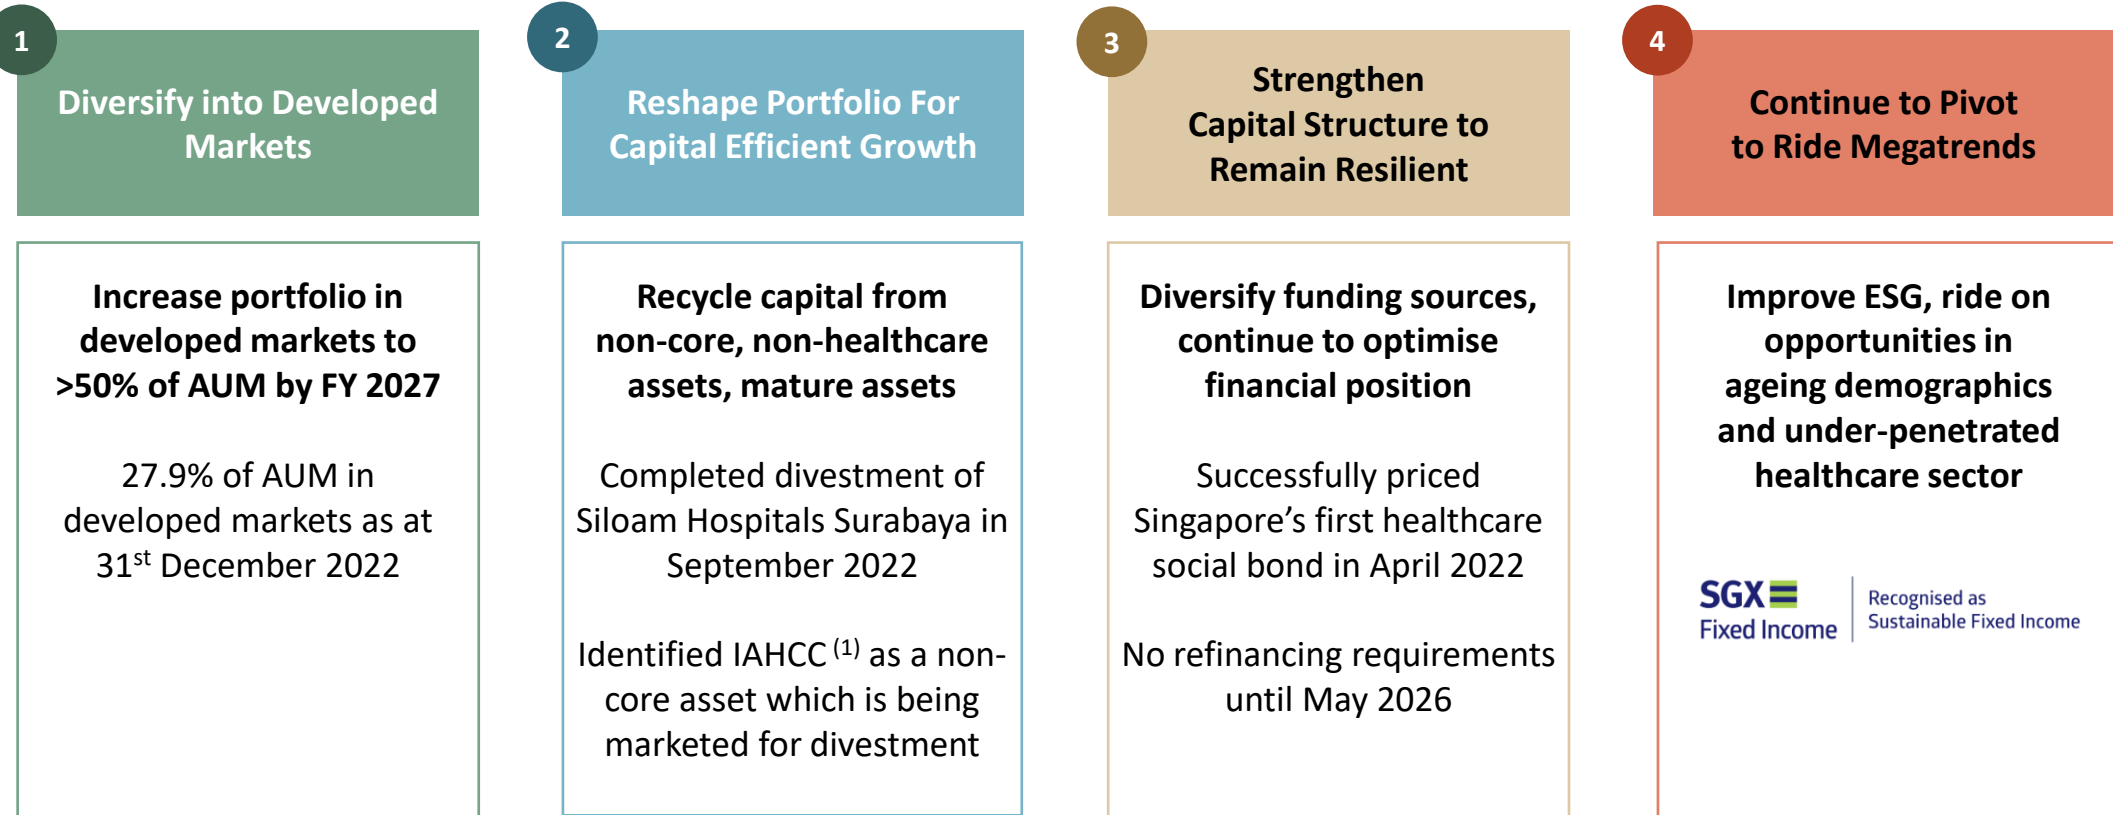 1
Diversify into Developed
Markets
Increase portfolio in
developed markets to
>50% of AUM by FY 2027
27.9% of AUM in
developed markets as at
31st December 2022
2
Reshape Portfolio For
Capital Efficient Growth
Recycle capital from
non-core, non-healthcare
assets, mature assets
Completed divestment of
Siloam Hospitals Surabaya in
September 2022
Identified IAHCC (1) as a non-
core asset which is being
marketed for divestment
3
Strengthen
Capital Structure to
Remain Resilient
Diversify funding sources,
continue to optimise
financial position
Successfully priced
Singapore’s first healthcare
social bond in April 2022
No refinancing requirements
until May 2026
4
Continue to Pivot
to Ride Megatrends
Improve ESG, ride on
opportunities in
ageing demographics
and under-penetrated
healthcare sector
SGX
Fixed Income
Recognised as
Sustainable Fixed Income